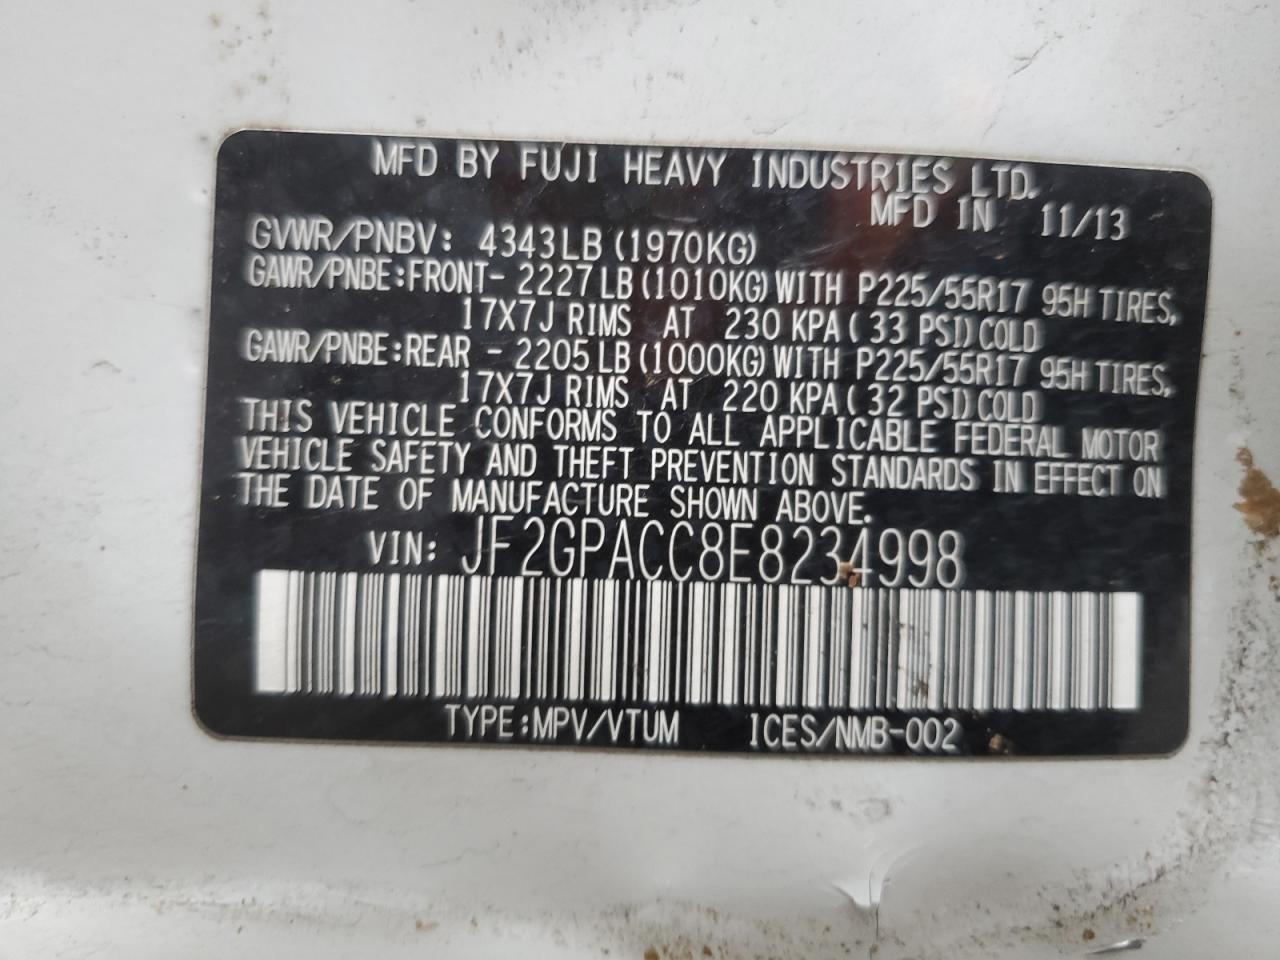 MFD BY FUJI HEAVY INDUSTRIES LTD.
MFD IN 11/13
GVWR/PNBV: 4343LB (1970KG)
GAWR/PNBE:FRONT- 2227LB(1010KG)WITH P225/55R17 95H TIRES,
17X7J RIMS AT 230 KPA( 33 PSI)COLD
GAWR/PNBE:REAR - 2205LB(1000KG)WITH P225/55R17 95H TIRES,
17X7J RIMS AT 220 KPA( 32 PSI)COLD
THIS VEHICLE CONFORMS TO ALL APPLICABLE FEDERAL MOTOR
VEHICLE SAFETY AND THEFT PREVENTION STANDARDS IN EFFECT ON
THE DATE OF MANUFACTURE SHOWN ABOVE.
VIN: JF2GPACC8E8234998
TYPE:MPV/VTUM ICES/NMB-002